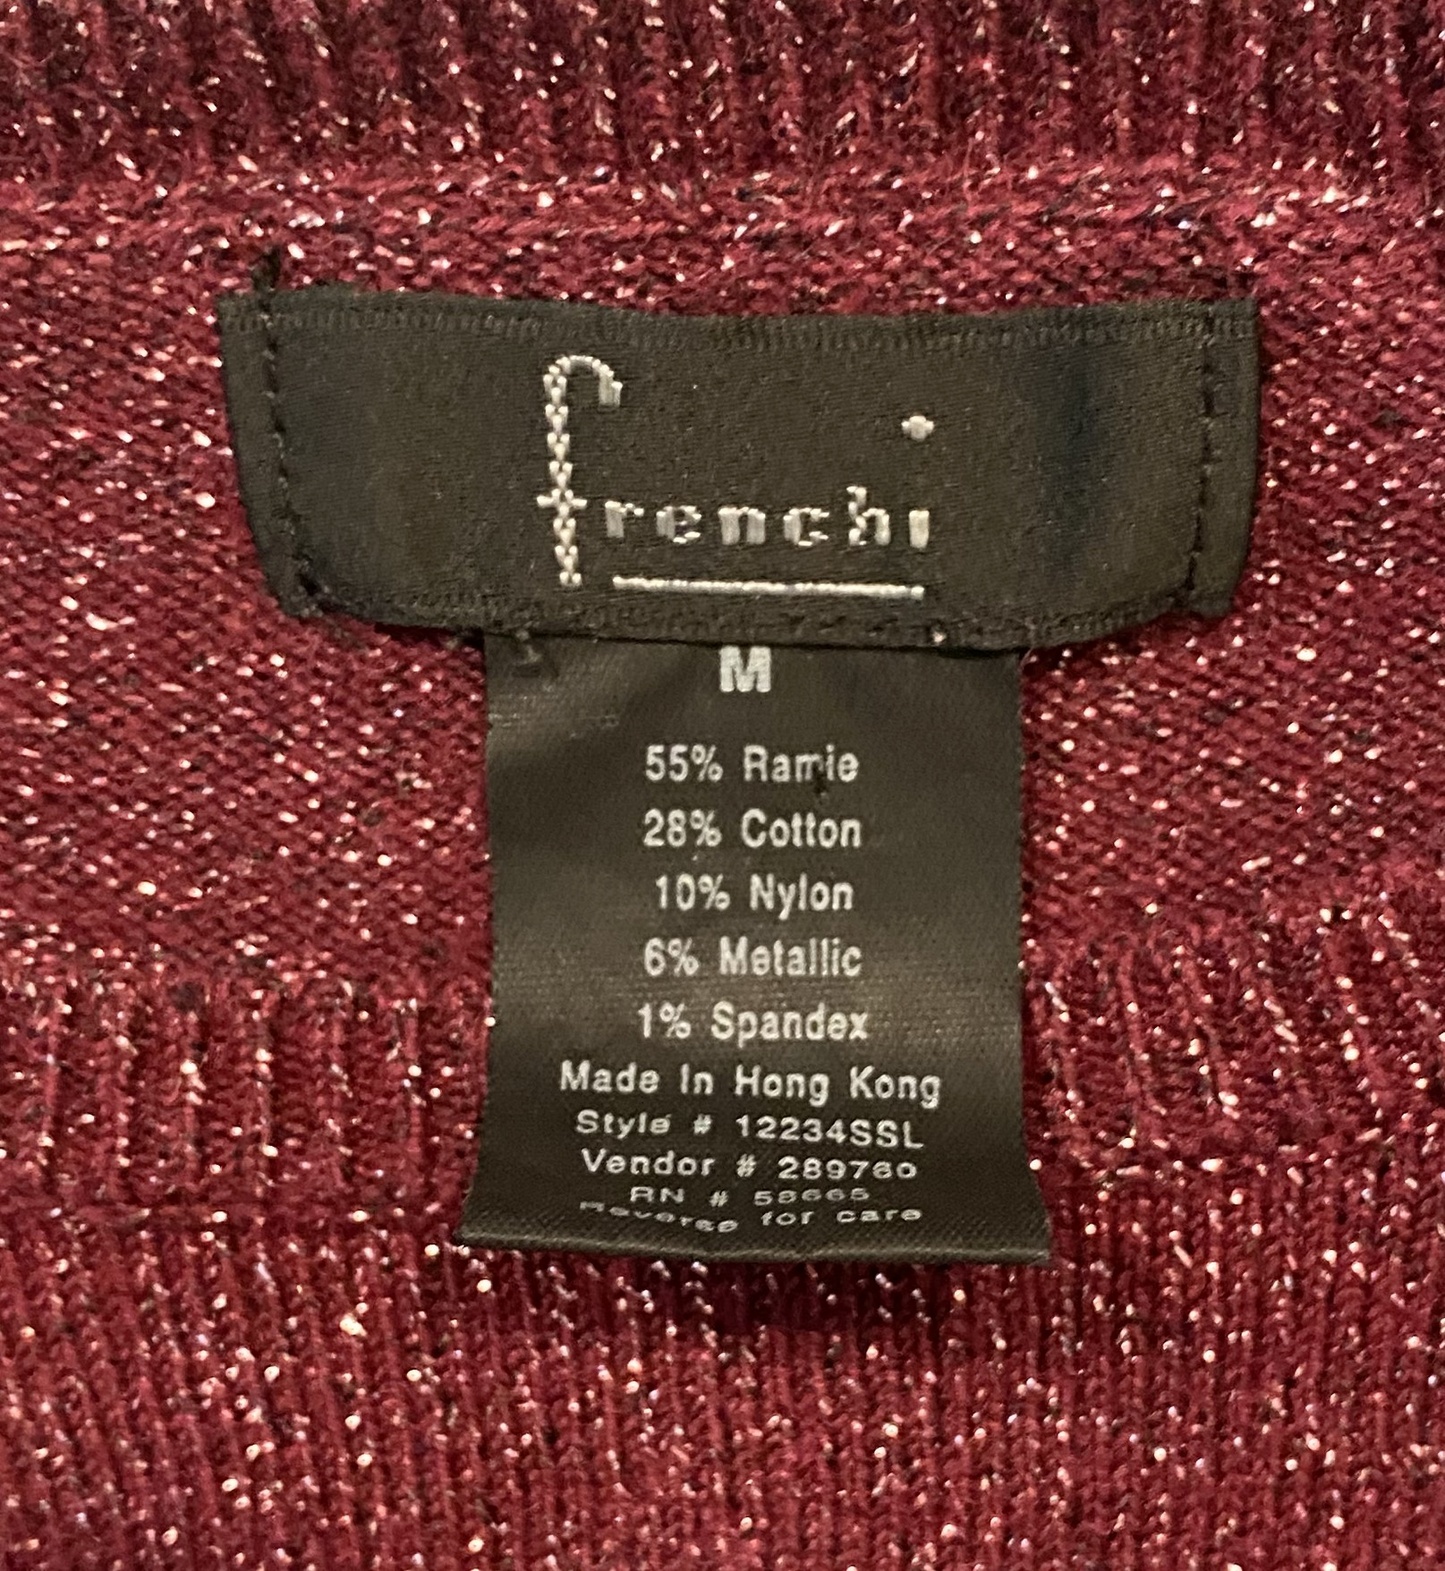 frenchi
M
55% Ramie
28% Cotton
10% Nylon
6% Metallic
1% Spandex
Made In Hong Kong
Style # 12234SSL
Vendor # 289760
RN # 58665
Reverse for care